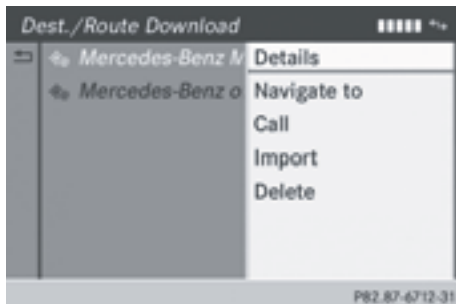 Dest./Route Download
Mercedes-Benz M
Details
Mercedes-Benz o
Navigate to
Call
Import
Delete
P82.87-6712-31